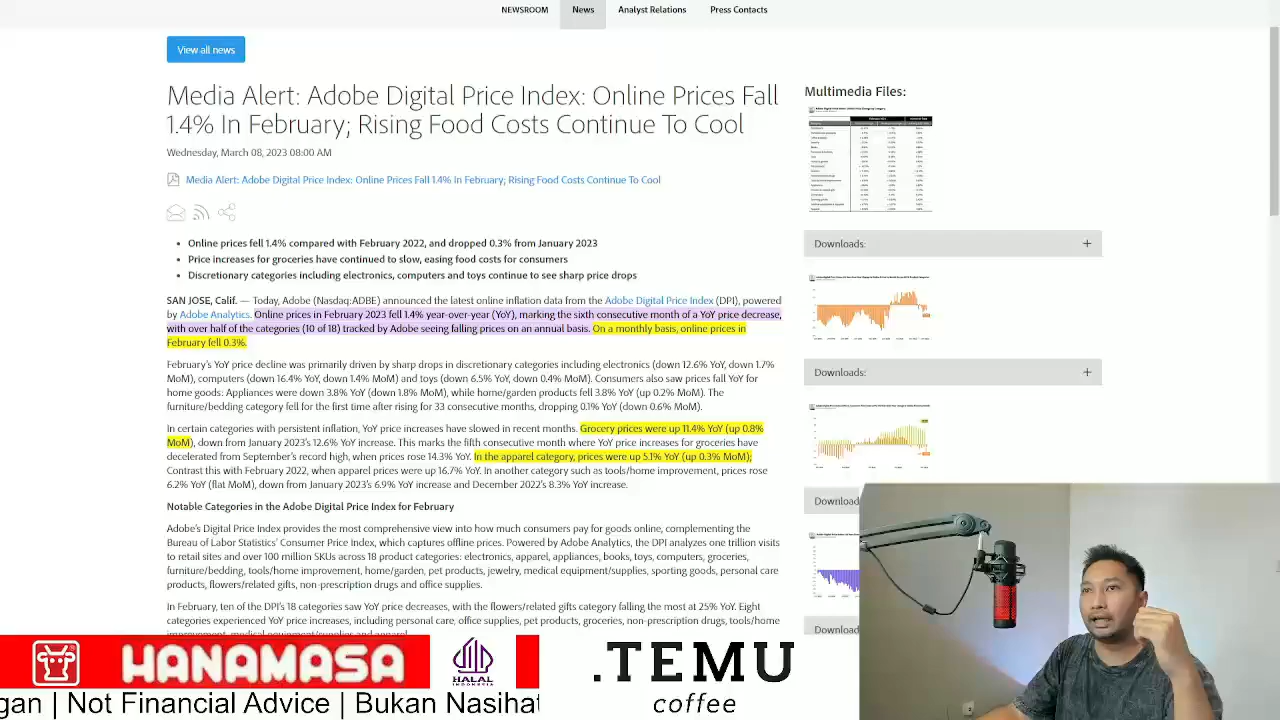 NEWSROOM
News
Analyst Relations
Press Contacts
View all news
Media Alert: Adobe Digital Price Index: Online Prices Fall
% In February, Rising Food Costs Continue To Cool
Media Alert: Adobe Digital Price Index: Online Prices Fall 1.4% In February, Rising Food Costs Continue To Cool
Online prices fell 1.4% compared with February 2022, and dropped 0.3% from January 2023
Price increases for groceries have continued to slow, easing food costs for consumers
Discretionary categories including electronics, computers and toys continue to see sharp price drops
SAN JOSE, Calif. — Today, Adobe (Nasdaq:ADBE) announced the latest online inflation data from the Adobe Digital Price Index (DPI), powered
by Adobe Analytics. Online prices in February 2023 fell 1.4% year-over-year (YoY), marking the sixth consecutive month of a YoY price decrease,
with over half of the categories (10 of 18) tracked by Adobe seeing falling prices on an annual basis. On a monthly basis, online prices in
February fell 0.3%.
February's YoY price decline was primarily driven by sharp drops in discretionary categories including electronics (down 12.6% YoY, down 1.7%
MoM), computers (down 16.4% YoY, down 1.4% MoM) and toys (down 6.5% YoY, down 0.4% MoM). Consumers also saw prices fall YoY for
home goods: Appliances were down 3.8% YoY (down 1.8% MoM), while home/garden products fell 3.8% YoY (up 0.2% MoM). The
furniture/bedding category fell for the first time after rising for 31 consecutive months, dropping 0.1% YoY (down 0.6% MoM).
In certain categories with persistent inflation, YoY price increases have slowed in recent months. Grocery prices were up 11.4% YoY (up 0.8%
MoM), down from January 2023's 12.6% YoY increase. This marks the fifth consecutive month where YoY price increases for groceries have
decelerated from September's record high, when prices rose 14.3% YoY. In the apparel category, prices were up 5.1% YoY (up 0.3% MoM);
Contrast this with February 2022, when apparel prices were up 16.7% YoY. In another category such as tools/home improvement, prices rose
6.2% YoY (flat MoM), down from January 2023's 6.9% YoY increase and December 2022's 8.3% YoY increase.
Notable Categories in the Adobe Digital Price Index for February
Adobe's Digital Price Index provides the most comprehensive view into how much consumers pay for goods online, complementing the
Bureau of Labor Statistics' Consumer Price Index, which captures offline prices. Powered by Adobe Analytics, the DPI analyzes one trillion visits
to retail sites and over 100 million SKUs across 18 product categories: electronics, apparel, appliances, books, toys, computers, groceries,
furniture/bedding, tools/home improvement, home/garden, pet products, jewelry, medical equipment/supplies, sporting goods, personal care
products, flowers/related gifts, non-prescription drugs and office supplies.
In February, ten of the DPI's 18 categories saw YoY price decreases, with the flowers/related gifts category falling the most at 25% YoY. Eight
categories experienced YoY price increases, including personal care, office supplies, pet products, groceries, non-prescription drugs, tools/home
improvement, medical equipment/supplies and apparel.
Multimedia Files:
Downloads:
Downloads:
Download
Download
HANAMASA
HALAL
INDONESIA
.TEMU
coffee
gan | Not Financial Advice | Bukan Nasihat